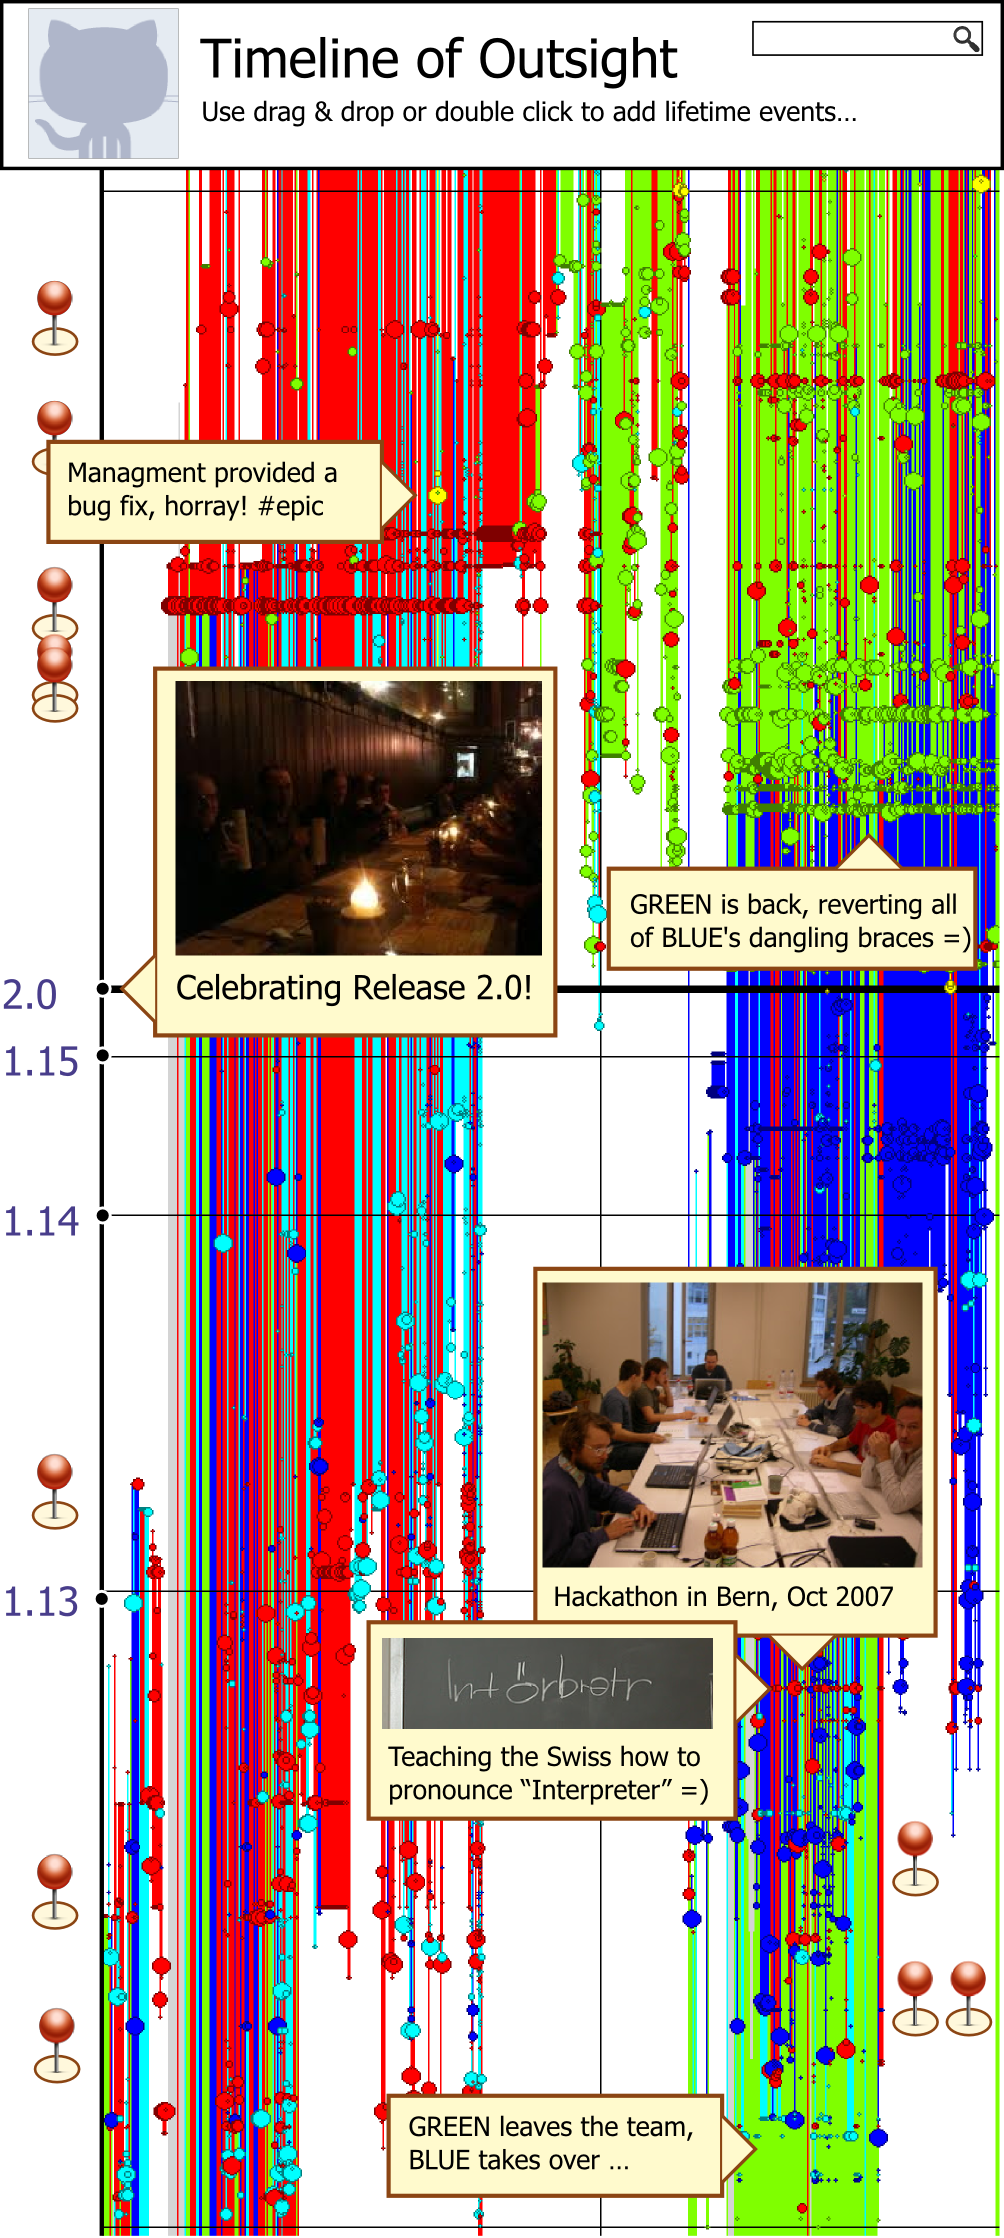 Timeline of Outsight
Use drag & drop or double click to add lifetime events...
Managment provided a
bug fix, horray! #epic
Celebrating Release 2.0!
GREEN is back, reverting all
of BLUE's dangling braces =)
2.0
1.15
1.14
Hackathon in Bern, Oct 2007
1.13
Intörbretr
Teaching the Swiss how to
pronounce “Interpreter” =)
GREEN leaves the team,
BLUE takes over ...